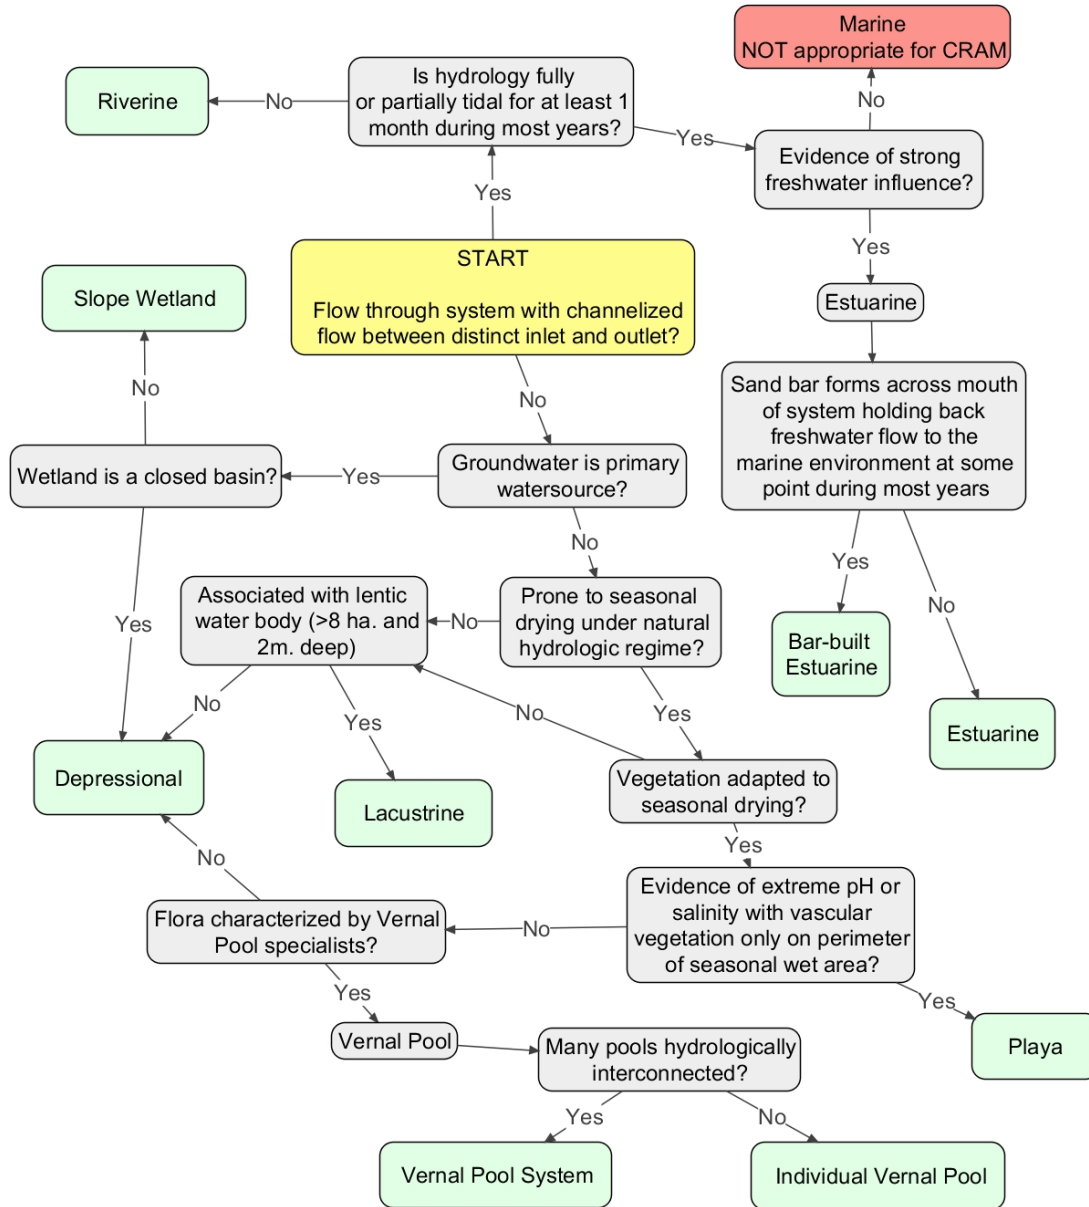 Marine
NOT appropriate for CRAM
Is hydrology fully
or partially tidal for at least 1
month during most years?
Riverine
No
Yes
No
Evidence of strong
freshwater influence?
Yes
Yes
START
Flow through system with channelized
flow between distinct inlet and outlet?
Slope Wetland
Estuarine
No
No
Sand bar forms across mouth
of system holding back
freshwater flow to the
marine environment at some
point during most years
Wetland is a closed basin?
Yes
Groundwater is primary
watersource?
No
Yes
No
Associated with lentic
water body (>8 ha. and
2m. deep)
No
Prone to seasonal
drying under natural
hydrologic regime?
Yes
Bar-built
Estuarine
Estuarine
No
Yes
No
Yes
Depressional
Lacustrine
Vegetation adapted to
seasonal drying?
Yes
No
Evidence of extreme pH or
salinity with vascular
vegetation only on perimeter
of seasonal wet area?
Flora characterized by Vernal
Pool specialists?
No
Yes
Yes
Vernal Pool
Many pools hydrologically
interconnected?
Playa
Yes
No
Vernal Pool System
Individual Vernal Pool